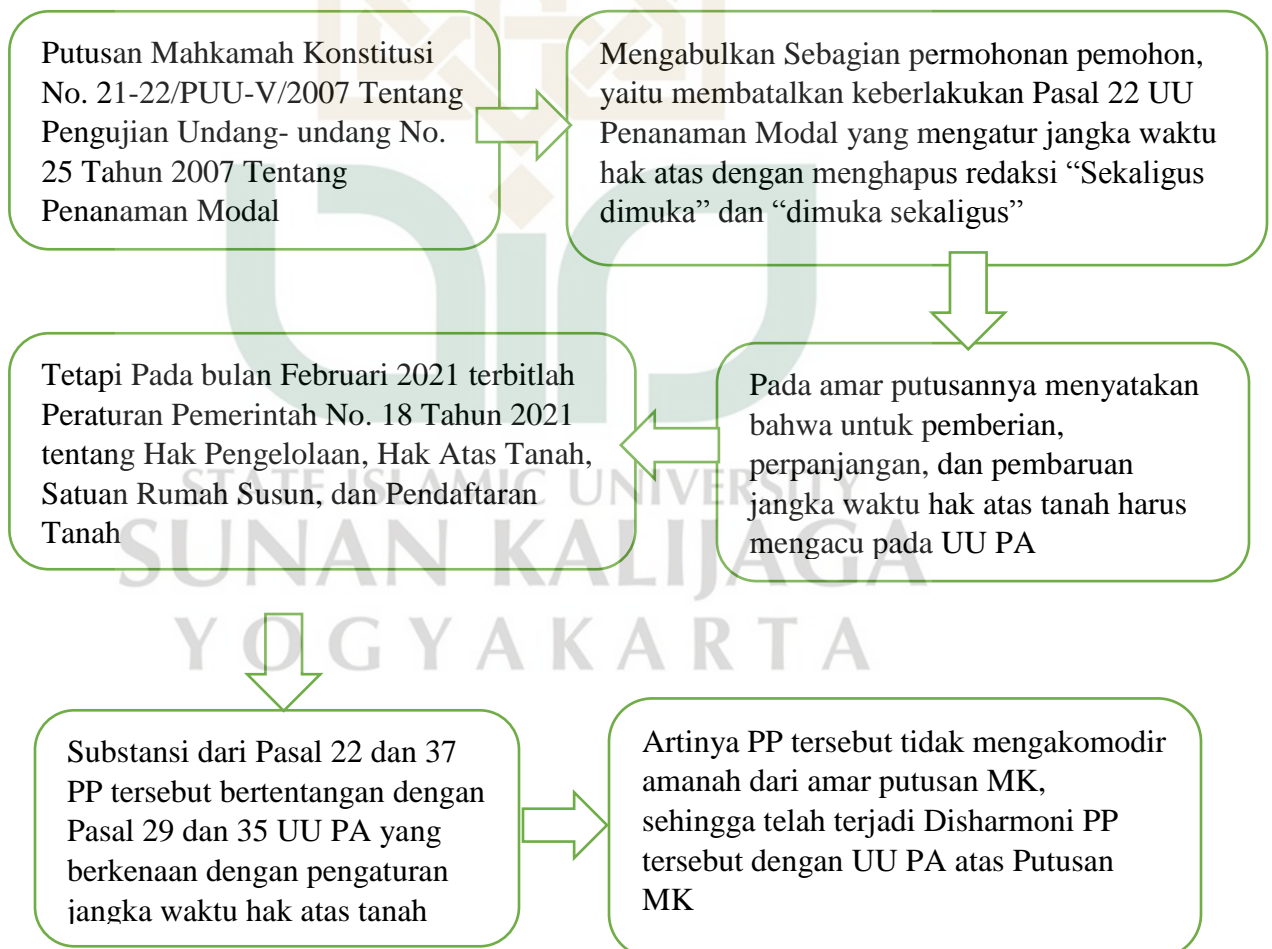 Putusan Mahkamah Konstitusi
No. 21-22/PUU-V/2007 Tentang
Pengujian Undang- undang No.
25 Tahun 2007 Tentang
Penanaman Modal
Mengabulkan Sebagian permohonan pemohon,
yaitu membatalkan keberlakukan Pasal 22 UU
Penanaman Modal yang mengatur jangka waktu
hak atas dengan menghapus redaksi “Sekaligus
dimuka” dan “dimuka sekaligus”
Pada amar putusannya menyatakan
bahwa untuk pemberian,
perpanjangan, dan pembaruan
jangka waktu hak atas tanah harus
mengacu pada UU PA
Tetapi Pada bulan Februari 2021 terbitlah
Peraturan Pemerintah No. 18 Tahun 2021
tentang Hak Pengelolaan, Hak Atas Tanah,
Satuan Rumah Susun, dan Pendaftaran
Tanah
Substansi dari Pasal 22 dan 37
PP tersebut bertentangan dengan
Pasal 29 dan 35 UU PA yang
berkenaan dengan pengaturan
jangka waktu hak atas tanah
Artinya PP tersebut tidak mengakomodir
amanah dari amar putusan MK,
sehingga telah terjadi Disharmoni PP
tersebut dengan UU PA atas Putusan
MK
STATE ISLAMIC UNIVERSITY
SUNAN KALIJAGA
YOGYAKARTA